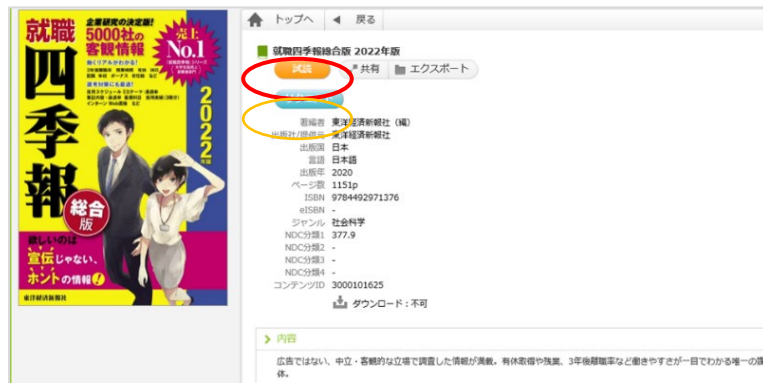 就職
四季報
総合版
企業研究の決定版!
5000社の
客観情報
売上
No.1
2022
年版
欲しいのは
宣伝じゃない、
ホントの情報!
東洋経済新報社
トップへ
戻る
就職四季報総合版 2022年版
試読
共有
エクスポート
著編者 東洋経済新報社(編)
出版社/提供元 東洋経済新報社
出版国 日本
言語 日本語
出版年 2020
ページ数 1151p
ISBN 9784492971376
eISBN -
ジャンル 社会科学
NDC分類1 377.9
NDC分類2 -
NDC分類3 -
NDC分類4 -
コンテンツID 3000101625
ダウンロード:不可
内容
広告ではない、中立・客観的な立場で調査した情報が満載。有休取得や残業、3年後離職率など働きやすさが一目でわかる唯一の
体。